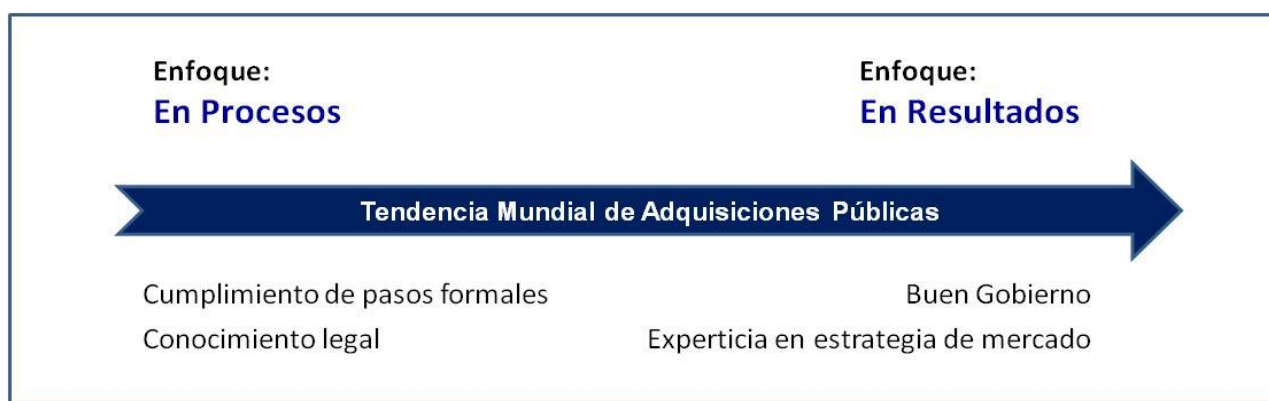 Enfoque:
En Procesos
Enfoque:
En Resultados
Tendencia Mundial de Adquisiciones Públicas
Cumplimiento de pasos formales
Conocimiento legal
Buen Gobierno
Experticia en estrategia de mercado